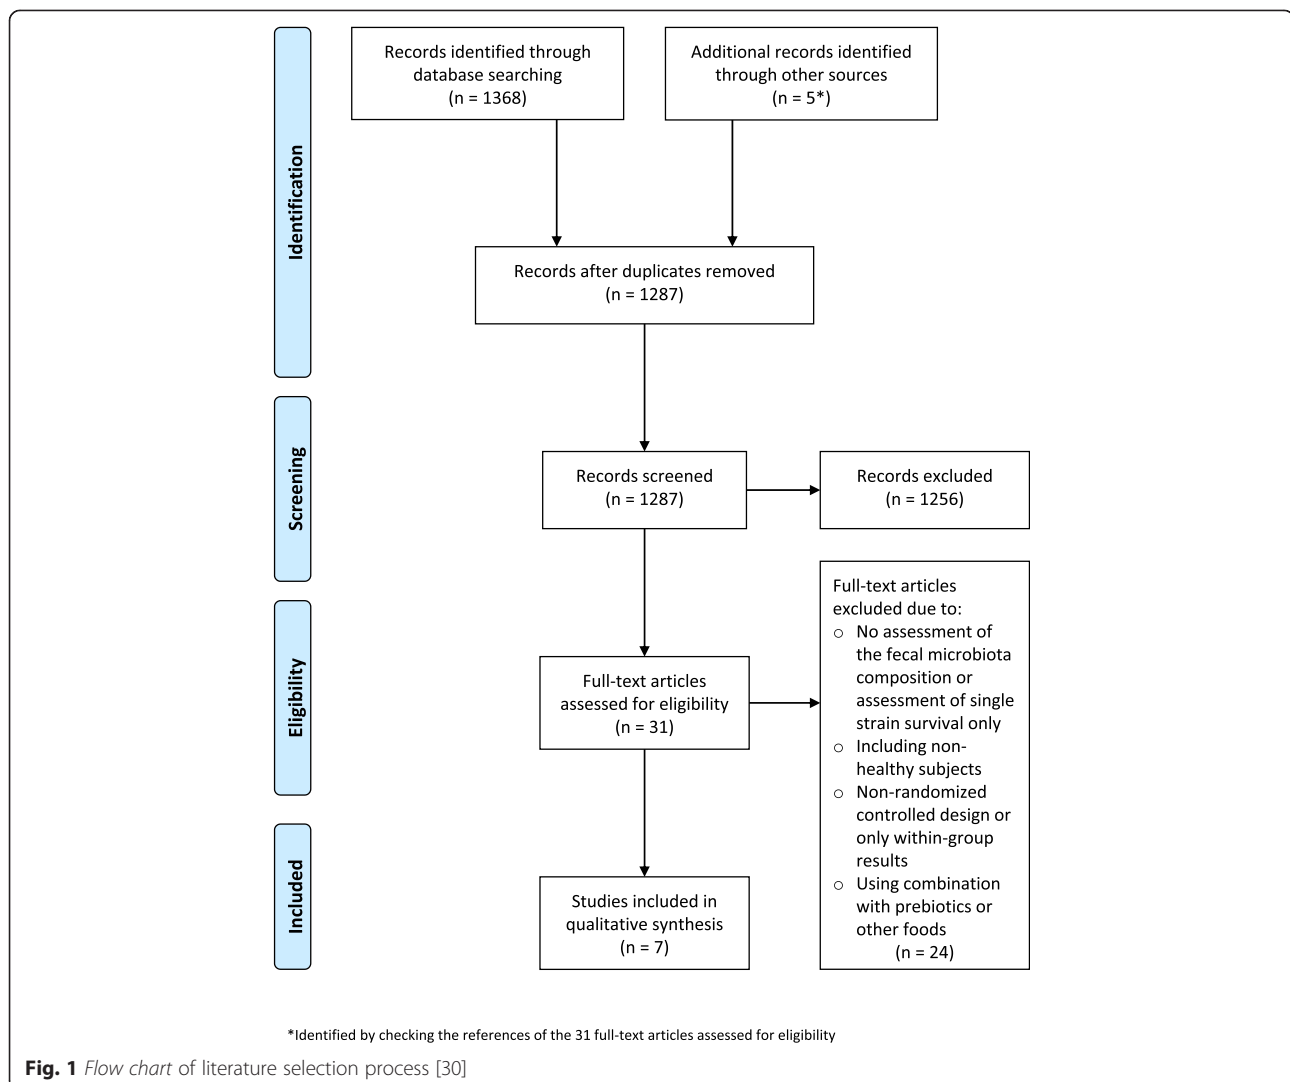 Identification
Records identified through
database searching
(n = 1368)
Additional records identified
through other sources
(n = 5*)
Records after duplicates removed
(n = 1287)
Screening
Records screened
(n = 1287)
Records excluded
(n = 1256)
Eligibility
Full-text articles
assessed for eligibility
(n = 31)
Full-text articles
excluded due to:
○ No assessment of
the fecal microbiota
composition or
assessment of single
strain survival only
○ Including non-
healthy subjects
○ Non-randomized
controlled design or
only within-group
results
○ Using combination
with prebiotics or
other foods
(n = 24)
Included
Studies included in
qualitative synthesis
(n = 7)
*Identified by checking the references of the 31 full-text articles assessed for eligibility
Fig. 1 Flow chart of literature selection process [30]